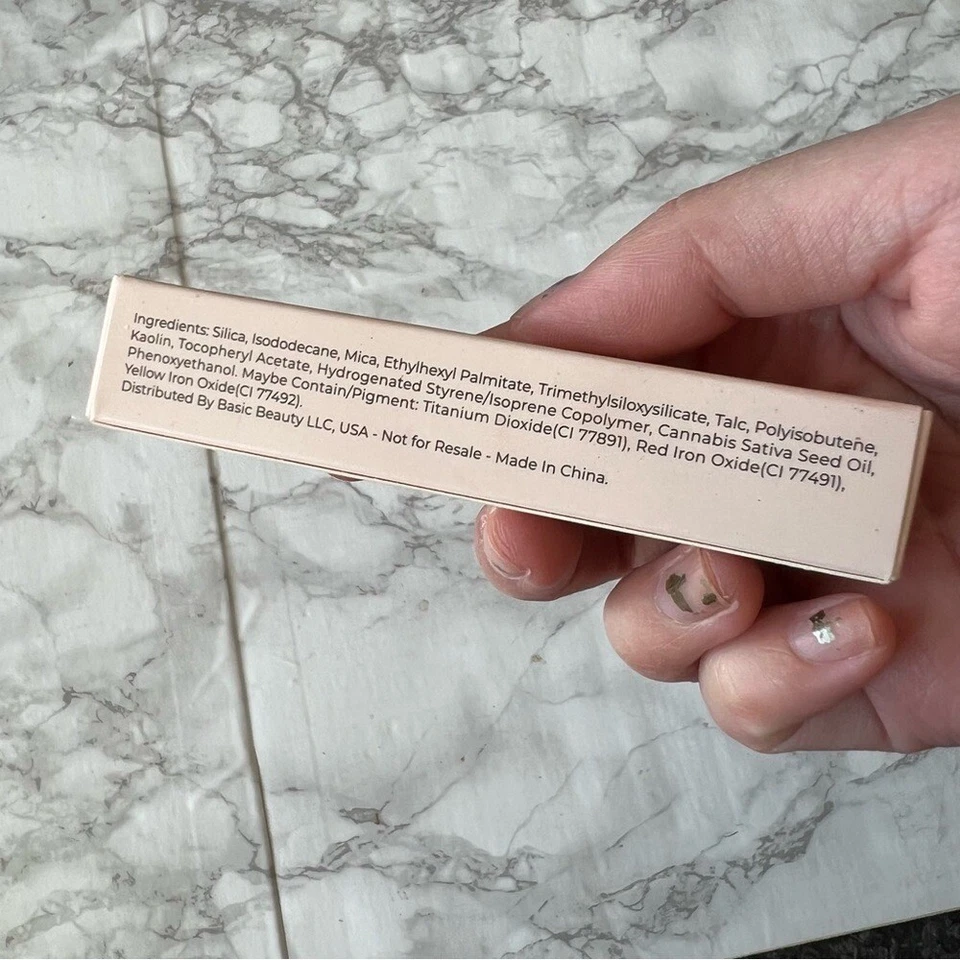 Ingredients: Silica, Isododecane, Mica, Ethylhexyl Palmitate, Trimethylsiloxysilicate, Talc, Polyisobutene,
Kaolin, Tocopheryl Acetate, Hydrogenated Styrene/Isoprene Copolymer, Cannabis Sativa Seed Oil,
Phenoxyethanol. Maybe Contain/Pigment: Titanium Dioxide(CI 77891), Red Iron Oxide(CI 77491),
Yellow Iron Oxide(CI 77492).
Distributed By Basic Beauty LLC, USA - Not for Resale - Made In China.